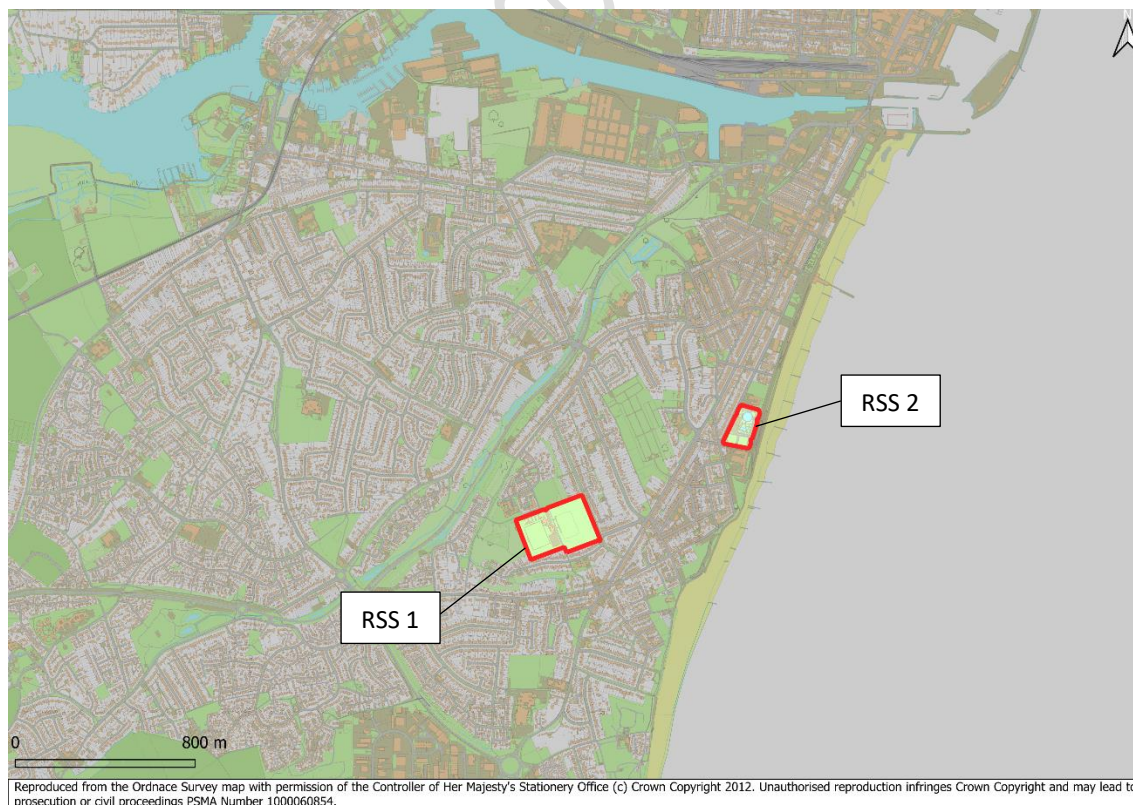 RSS 2
RSS 1
0 800 m
Reproduced from the Ordnace Survey map with permission of the Controller of Her Majesty's Stationery Office (c) Crown Copyright 2012. Unauthorised reproduction infringes Crown Copyright and may lead to
prosecution or civil proceedings PSMA Number 1000060854.